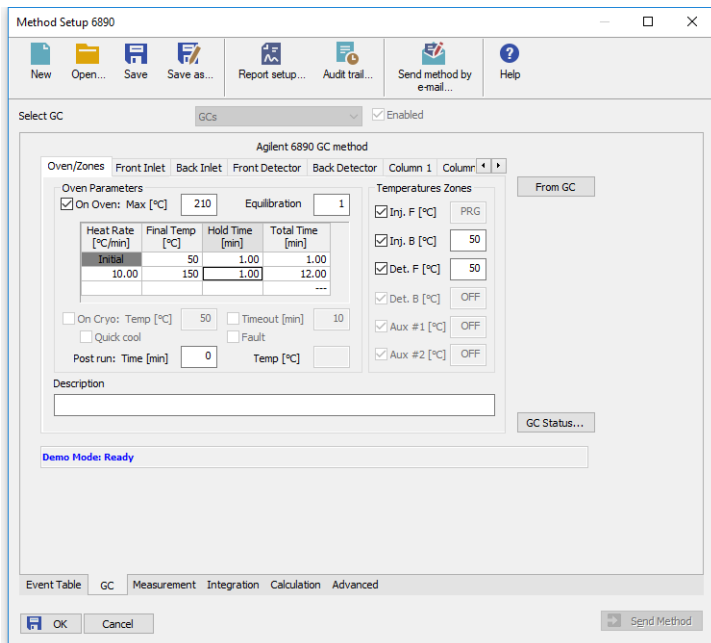 Method Setup 6890
New Open... Save Save as... Report setup... Audit trail... Send method by e-mail... Help
Select GC GCs Enabled
Agilent 6890 GC method
Oven/Zones Front Inlet Back Inlet Front Detector Back Detector Column 1 Column
Oven Parameters
On Oven: Max [°C] 210 Equilibration 1
Heat Rate [°C/min] Final Temp [°C] Hold Time [min] Total Time [min]
Initial 50 1.00 1.00
10.00 150 1.00 12.00
---
On Cryo: Temp [°C] 50 Timeout [min] 10
Quick cool Fault
Post run: Time [min] 0 Temp [°C]
Temperatures Zones
Inj. F [°C] PRG
Inj. B [°C] 50
Det. F [°C] 50
Det. B [°C] OFF
Aux #1 [°C] OFF
Aux #2 [°C] OFF
From GC
Description
GC Status...
Demo Mode: Ready
Event Table GC Measurement Integration Calculation Advanced
OK Cancel Send Method